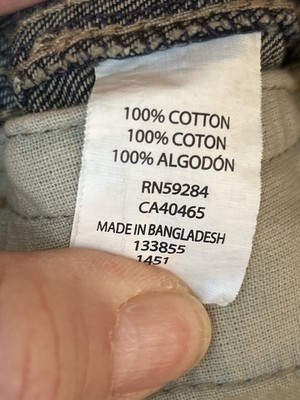 100% COTTON
100% COTON
100% ALGODÓN
RN59284
CA40465
MADE IN BANGLADESH
133855
1451